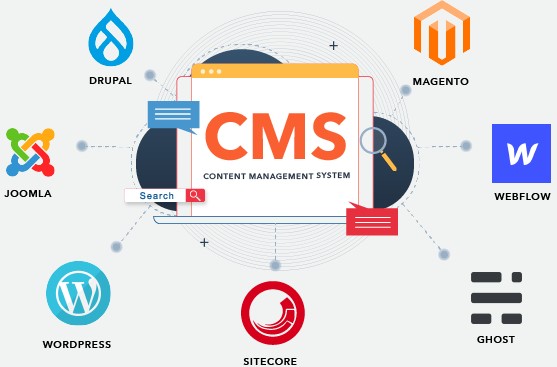 DRUPAL
MAGENTO
CMS
CONTENT MANAGEMENT SYSTEM
JOOMLA
WEBFLOW
Search
WORDPRESS
SITECORE
GHOST